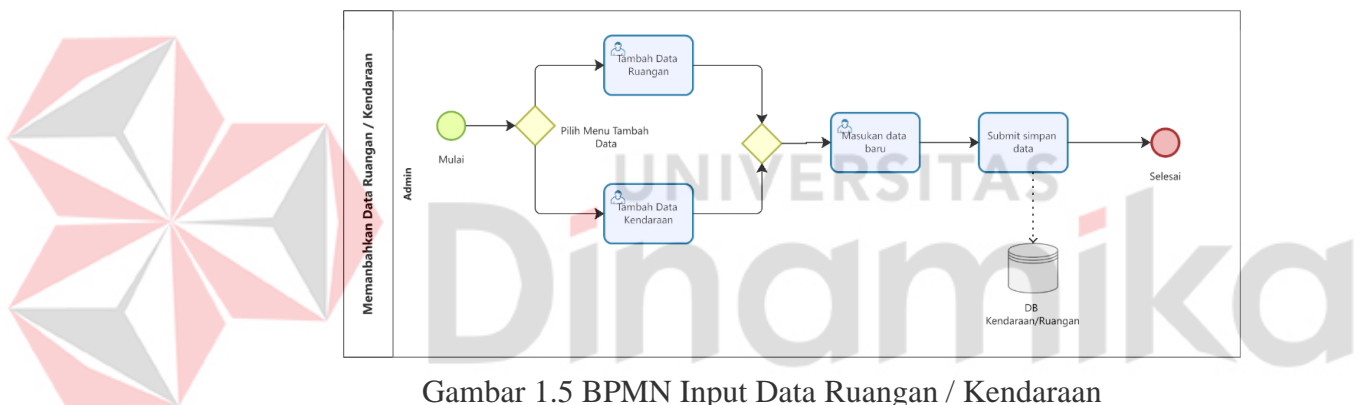 Memanbahkan Data Ruangan / Kendaraan
Admin
Mulai
Pilih Menu Tambah
Data
Tambah Data
Ruangan
Tambah Data
Kendaraan
Masukan data
baru
Submit simpan
data
Selesai
DB
Kendaraan/Ruangan
UNIVERSITAS
Dinamika
Gambar 1.5 BPMN Input Data Ruangan / Kendaraan